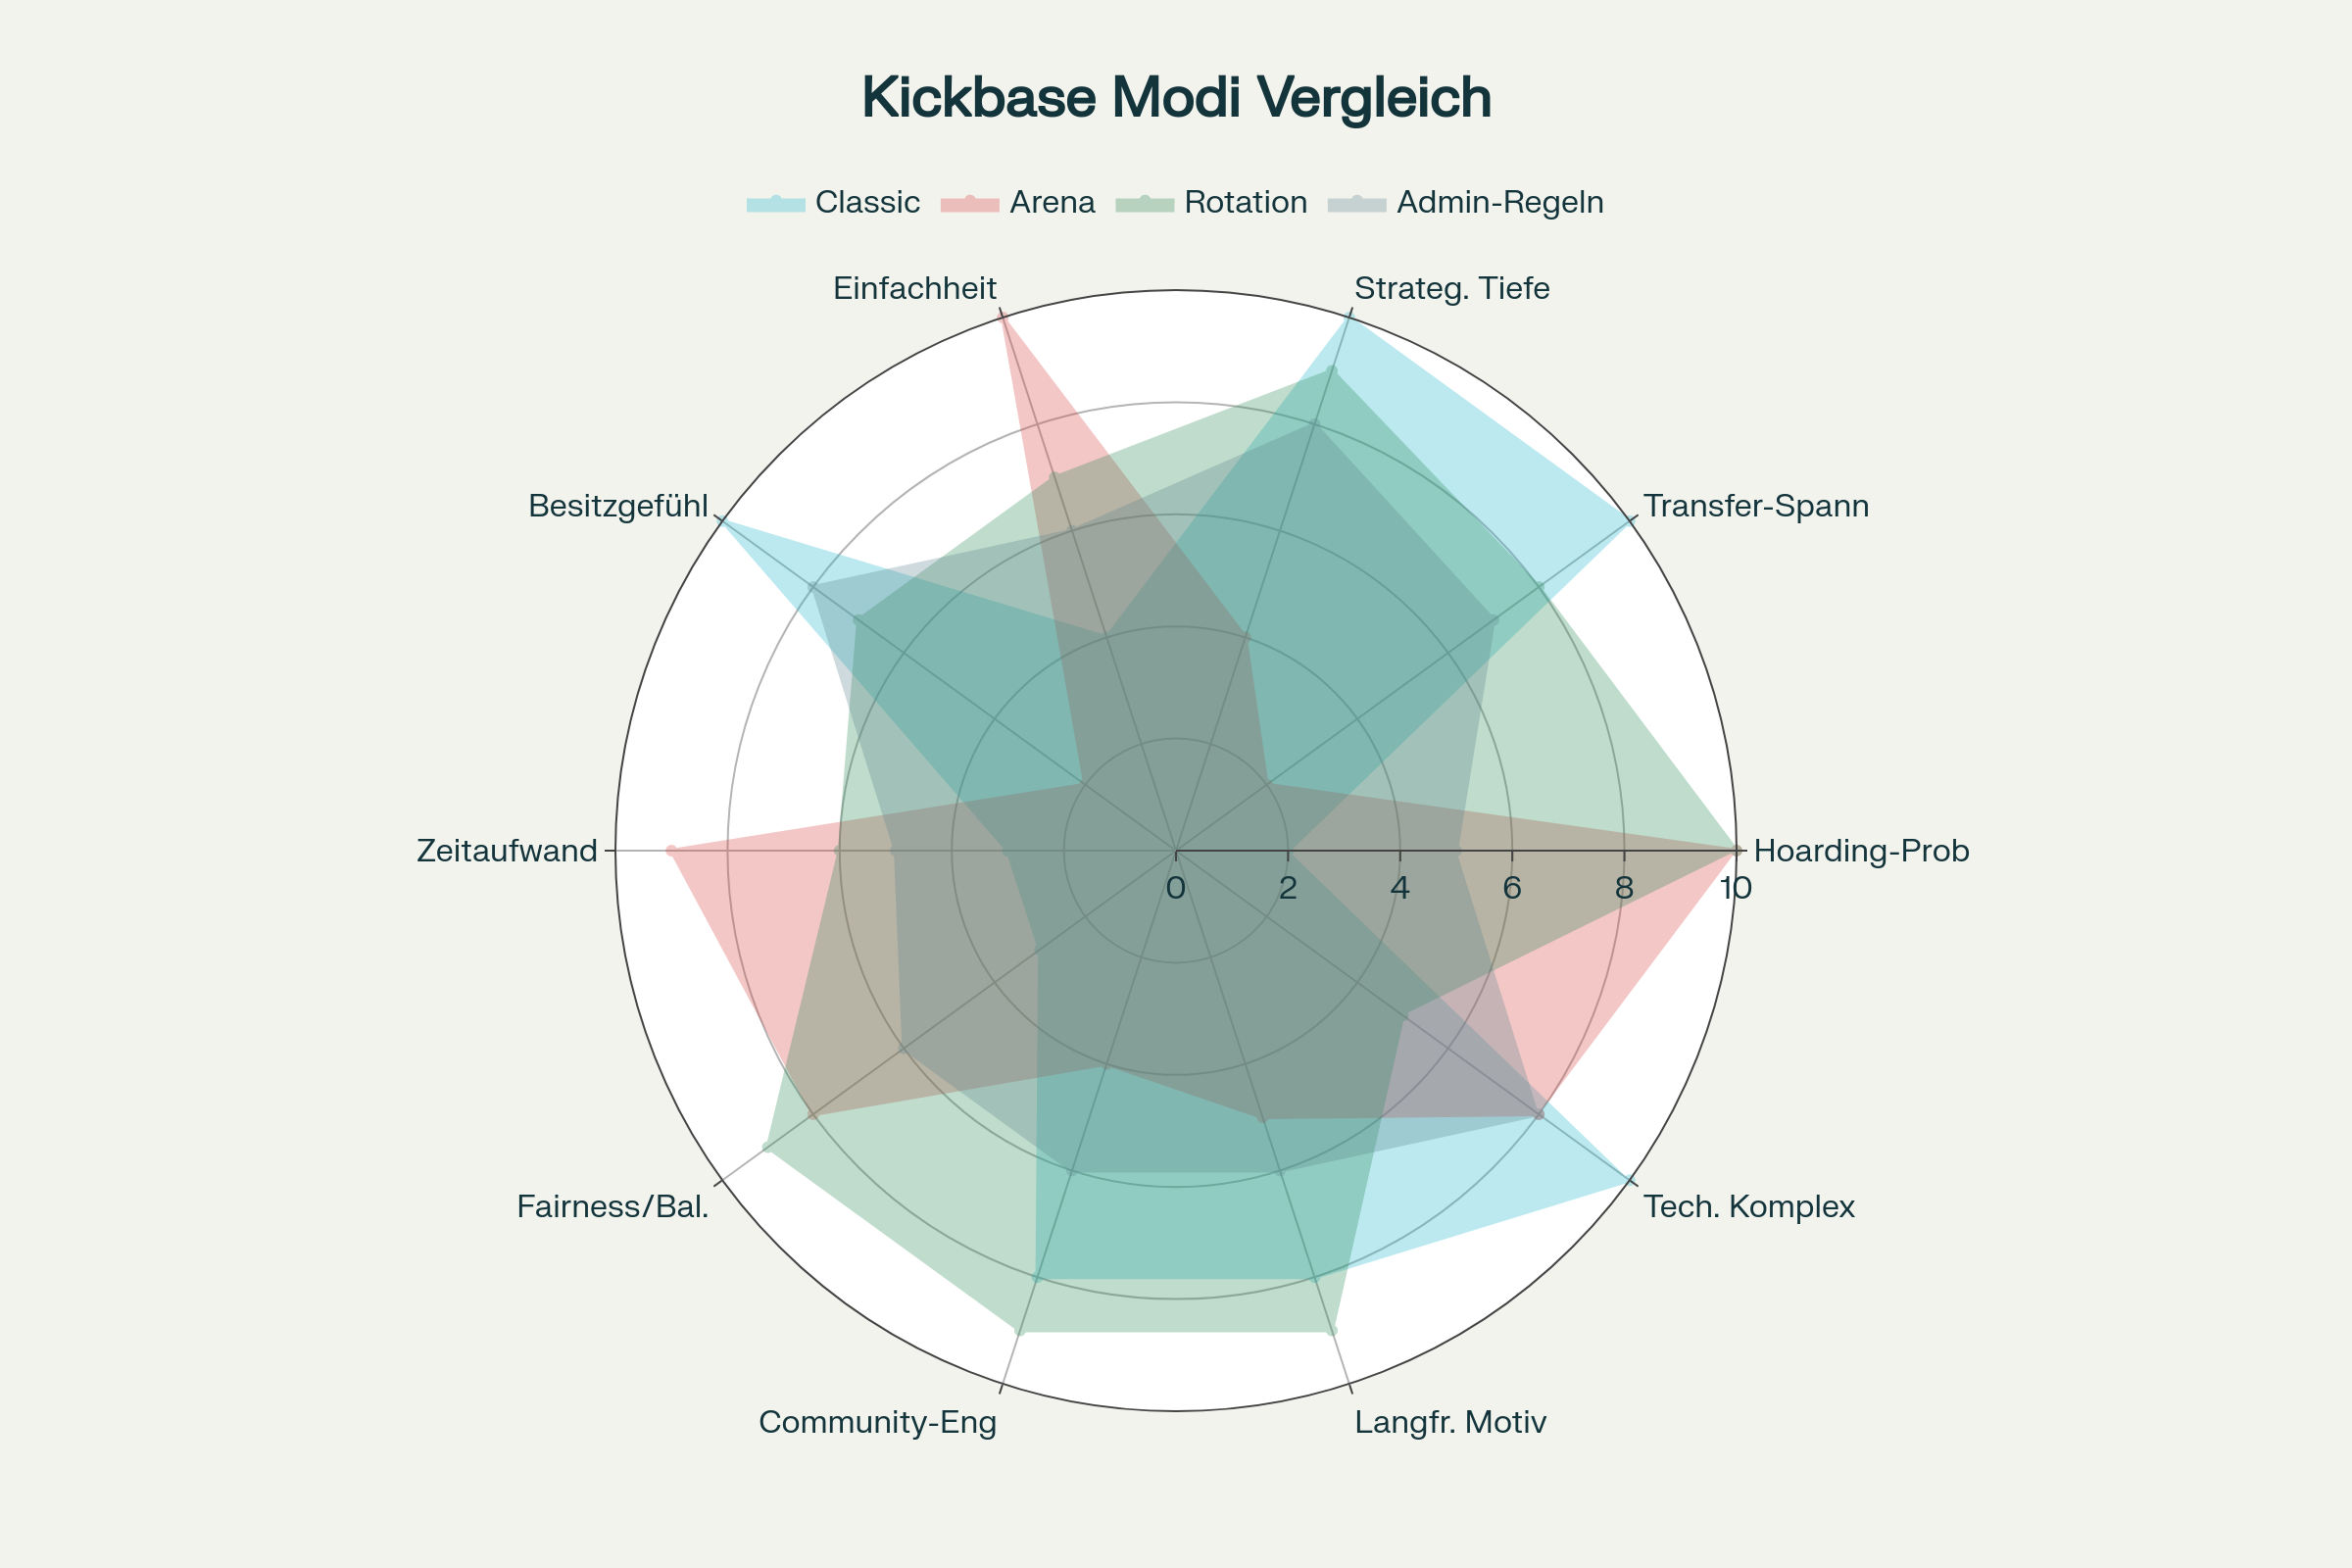 Kickbase Modi Vergleich
Classic Arena Rotation Admin-Regeln
Einfachheit Strateg. Tiefe
Besitzgefühl Transfer-Spann
Zeitaufwand Hoarding-Prob
0 2 4 6 8 10
Fairness/Bal. Tech. Komplex
Community-Eng Langfr. Motiv